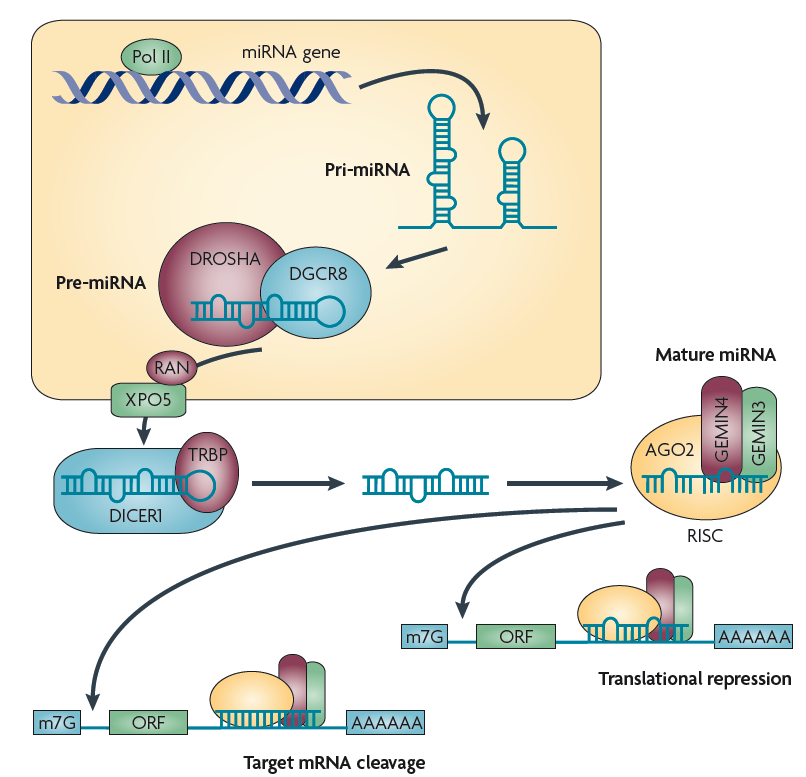 Pol II
miRNA gene
Pri-miRNA
DROSHA
DGCR8
Pre-miRNA
RAN
XPO5
Mature miRNA
GEMIN4
GEMIN3
AGO2
TRBP
DICER1
RISC
m7G
ORF
AAAAAA
Translational repression
m7G
ORF
AAAAAA
Target mRNA cleavage